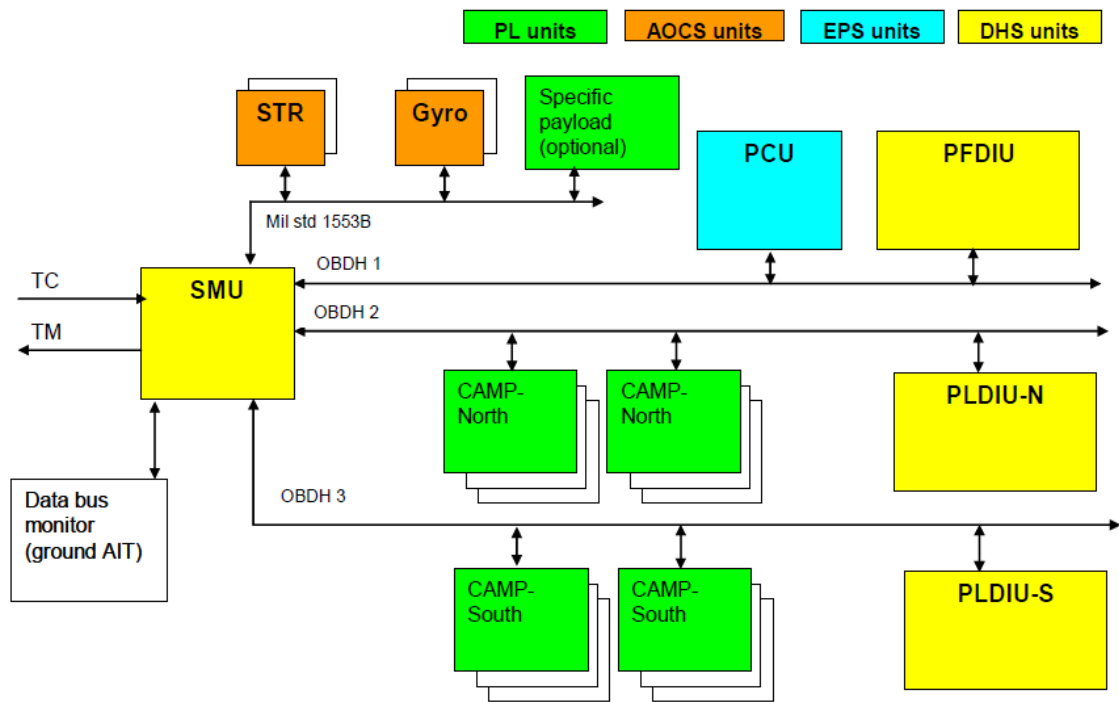 PL units
AOCS units
EPS units
DHS units
STR
Gyro
Specific
payload
(optional)
PCU
PFDIU
Mil std 1553B
OBDH 1
TC
SMU
OBDH 2
TM
CAMP-
North
CAMP-
North
PLDIU-N
Data bus
monitor
(ground AIT)
OBDH 3
CAMP-
South
CAMP-
South
PLDIU-S